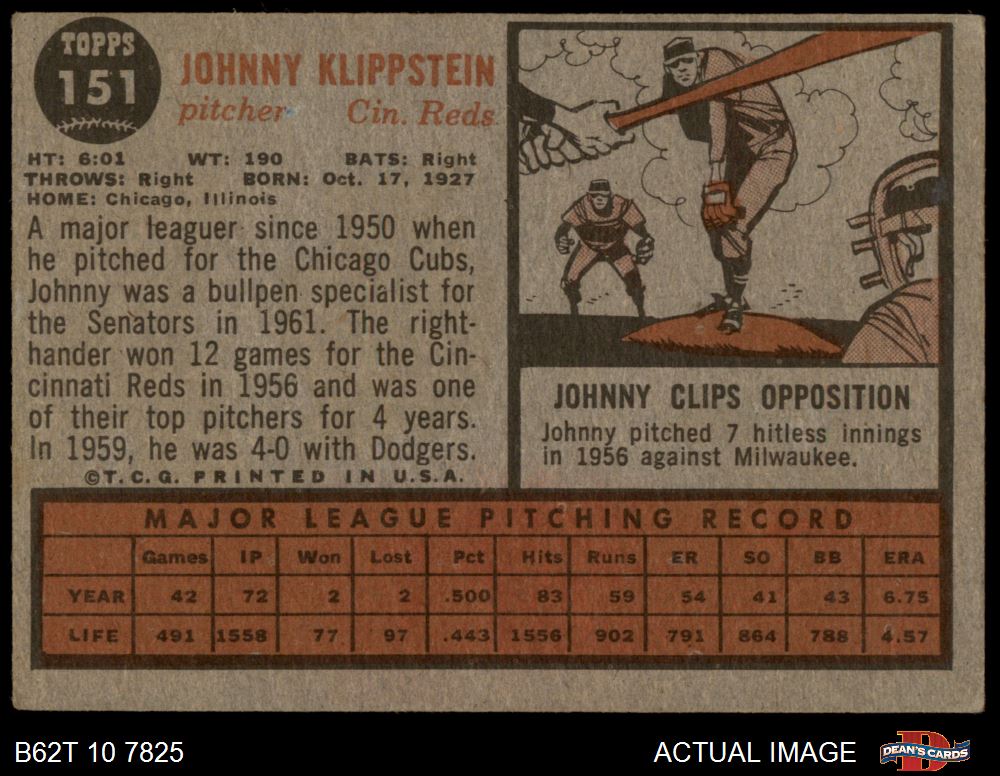 TOPPS
151
JOHNNY KLIPPSTEIN
pitcher Cin. Reds
HT: 6:01 WT: 190 BATS: Right
THROWS: Right BORN: Oct. 17, 1927
HOME: Chicago, Illinois
A major leaguer since 1950 when
he pitched for the Chicago Cubs,
Johnny was a bullpen specialist for
the Senators in 1961. The right-
hander won 12 games for the Cin-
cinnati Reds in 1956 and was one
of their top pitchers for 4 years.
In 1959, he was 4-0 with Dodgers.
©T.C.G. PRINTED IN U.S.A.
JOHNNY CLIPS OPPOSITION
Johnny pitched 7 hitless innings
in 1956 against Milwaukee.
MAJOR LEAGUE PITCHING RECORD
Games IP Won Lost Pct Hits Runs ER SO BB ERA
YEAR 42 72 2 2 .500 83 59 54 41 43 6.75
LIFE 491 1558 77 97 .443 1556 902 791 864 788 4.57
B62T 10 7825
ACTUAL IMAGE
D
DEAN'S CARDS